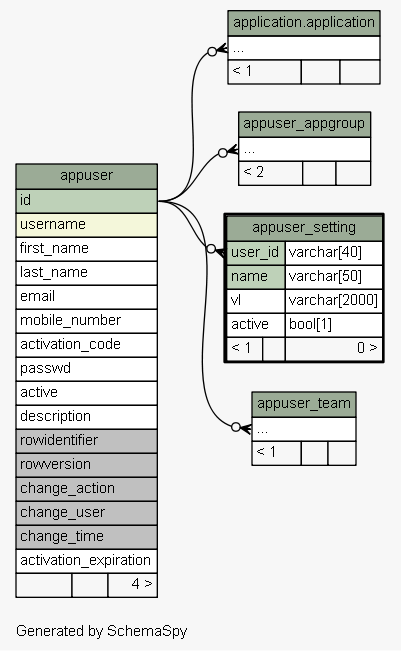 application.application
...
< 1
appuser_appgroup
...
< 2
appuser
id
username
first_name
last_name
email
mobile_number
activation_code
passwd
active
description
rowidentifier
rowversion
change_action
change_user
change_time
activation_expiration
4 >
appuser_setting
user_id varchar[40]
name varchar[50]
vl varchar[2000]
active bool[1]
< 1 0 >
appuser_team
...
< 1
Generated by SchemaSpy